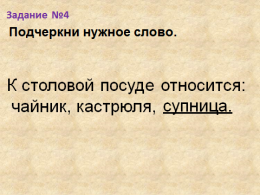 Задание №4
Подчеркни нужное слово.
К столовой посуде относится:
чайник, кастрюля, супница.